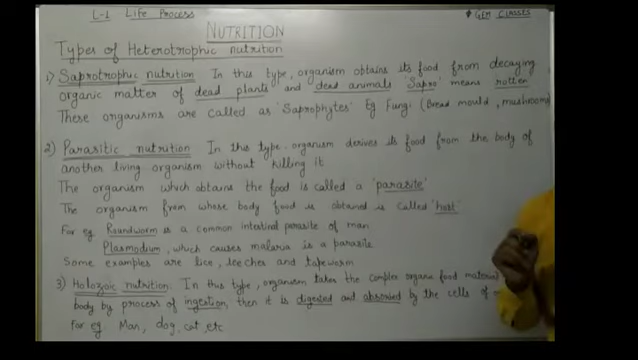 L-1 Life Process
GEM CLASSES
NUTRITION
Types of Heterotrophic nutrition
1) Saprotrophic nutrition In this type, organism obtains its food from decaying
organic matter of dead plants and dead animals 'Sapro' means rotten
These organisms are called as 'Saprophytes' Eg Fungi (Bread mould, mushroom)
2) Parasitic nutrition In this type, organism derives its food from the body of
another living organism without killing it
The organism which obtains the food is called a 'parasite'
The organism from whose body food is obtained is called 'host'
For eg. Roundworm is a common intestinal parasite of man
Plasmodium, which causes malaria is a parasite
Some examples are lice, leeches and tapeworm
3) Holozoic nutrition: In this type, organism takes the complex organic food material
body by process of ingestion, then it is digested and absorbed by the cells of
For eg. Man, dog, cat, etc